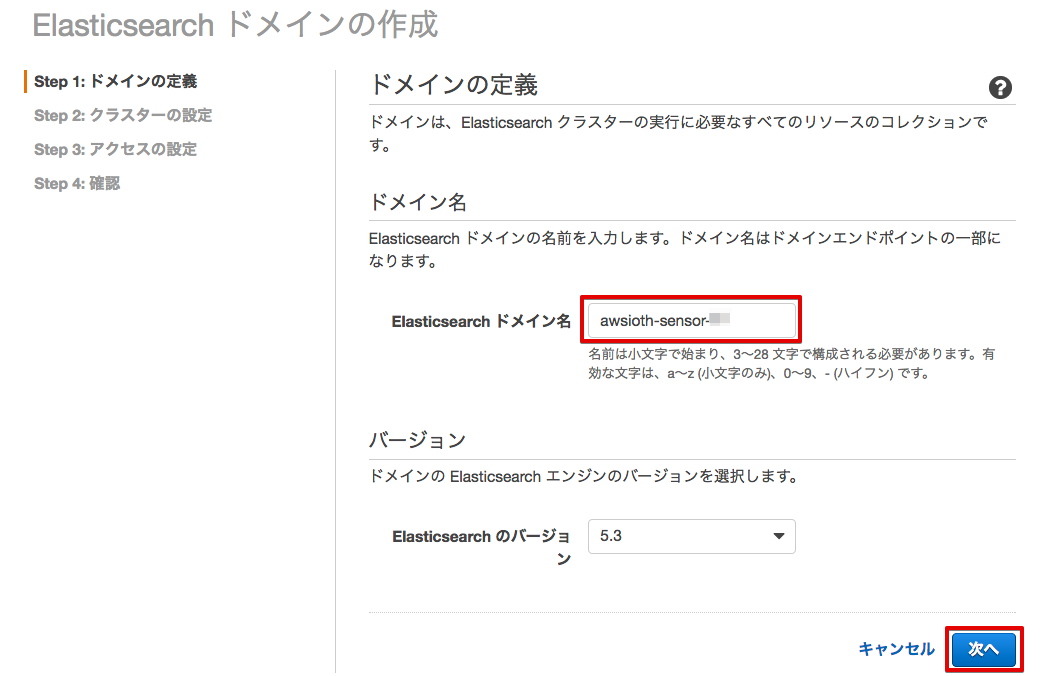 Elasticsearch ドメインの作成
Step 1: ドメインの定義
Step 2: クラスターの設定
Step 3: アクセスの設定
Step 4: 確認
ドメインの定義
?
ドメインは、Elasticsearch クラスターの実行に必要なすべてのリソースのコレクションで
す。
ドメイン名
Elasticsearch ドメインの名前を入力します。ドメイン名はドメインエンドポイントの一部に
なります。
Elasticsearch ドメイン名
awsioth-sensor-
名前は小文字で始まり、3〜28 文字で構成される必要があります。有
効な文字は、a〜z (小文字のみ)、0〜9、- (ハイフン) です。
バージョン
ドメインの Elasticsearch エンジンのバージョンを選択します。
Elasticsearch のバージョ
ン
5.3
キャンセル
次へ